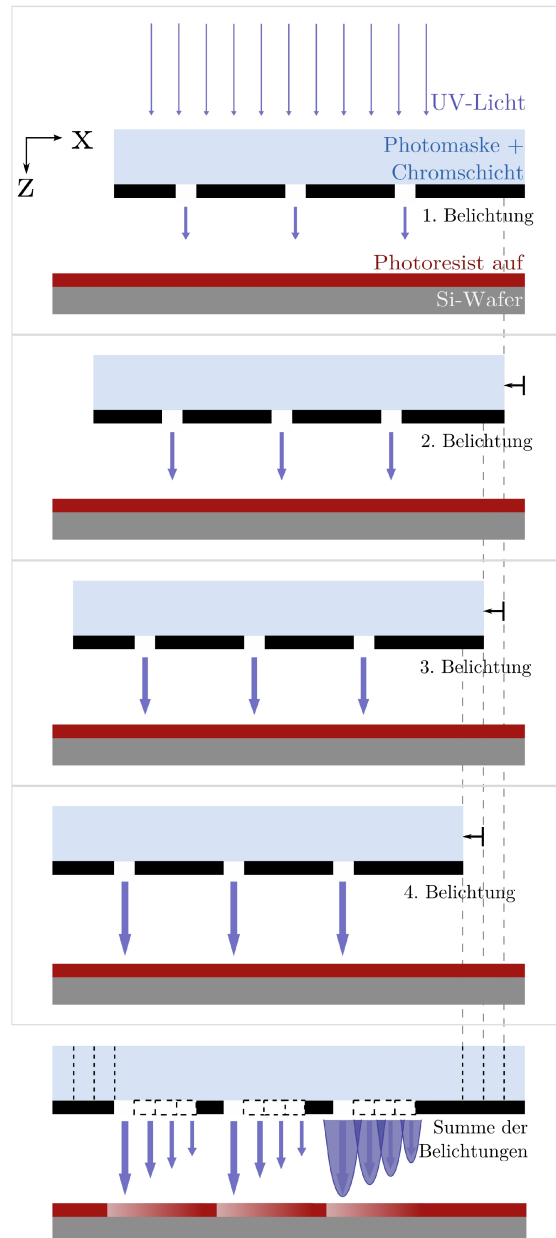 UV-Licht
x
z
Photomaske +
Chromschicht
1. Belichtung
Photoresist auf
Si-Wafer
2. Belichtung
3. Belichtung
4. Belichtung
Summe der
Belichtungen